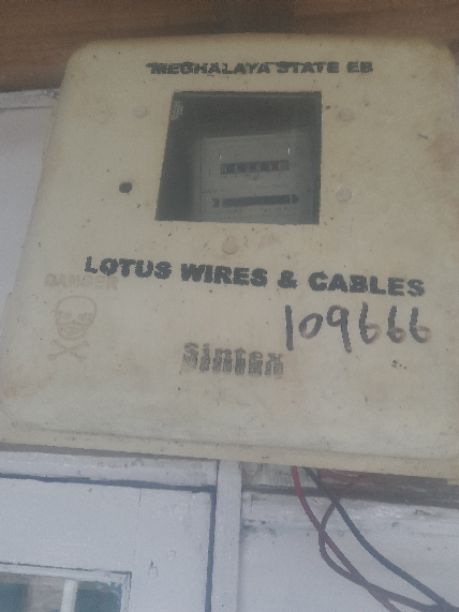 MEGHALAYA STATE EB
LOTUS WIRES & CABLES
DANGER
109666
Sintex